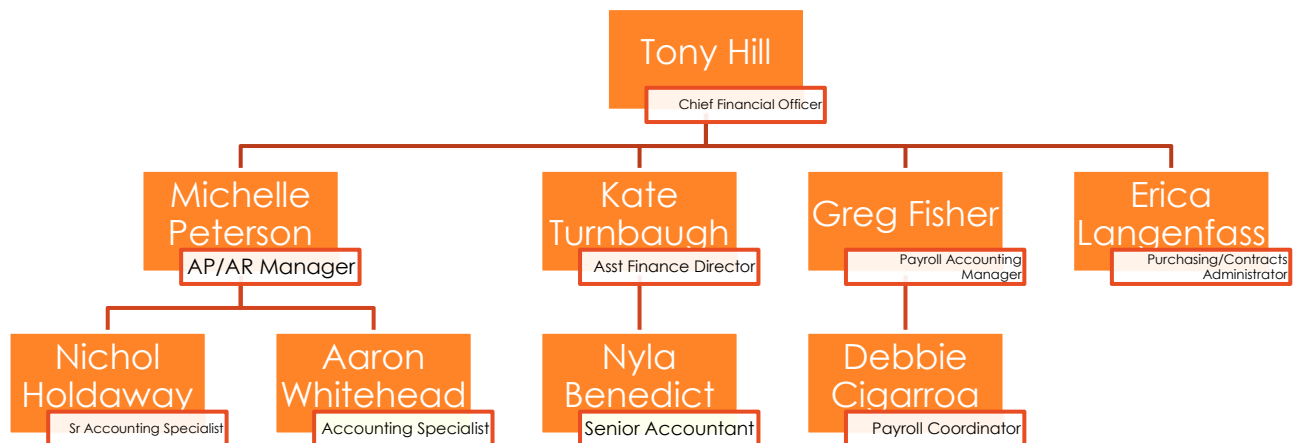 Tony Hill
Chief Financial Officer
Michelle
Peterson
AP/AR Manager
Kate
Turnbaugh
Asst Finance Director
Greg Fisher
Payroll Accounting
Manager
Erica
Langenfass
Purchasing/Contracts
Administrator
Nichol
Holdaway
Sr Accounting Specialist
Aaron
Whitehead
Accounting Specialist
Nyla
Benedict
Senior Accountant
Debbie
Cigarroa
Payroll Coordinator